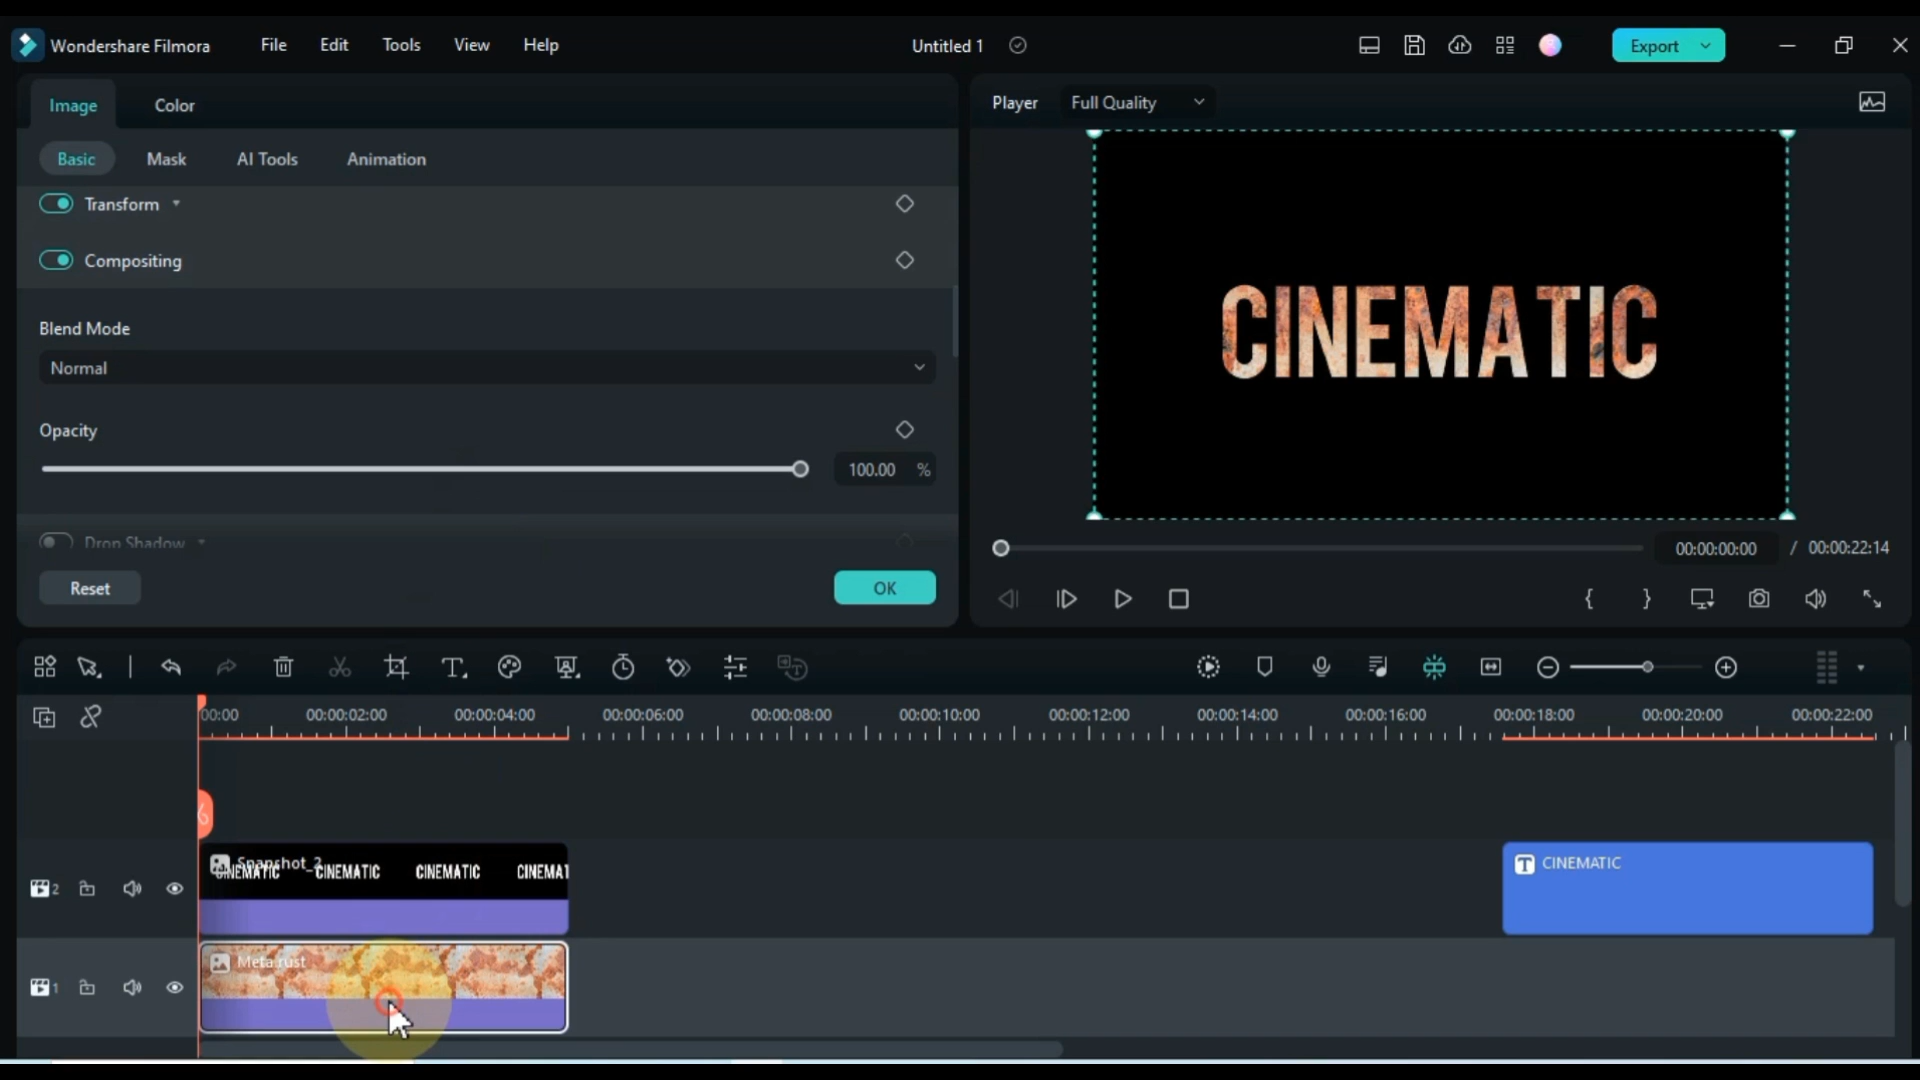 Wondershare Filmora File Edit Tools View Help Untitled 1 Export
Image Color
Player Full Quality
Basic Mask AI Tools Animation
Transform
Compositing
Blend Mode
Normal
Opacity
100.00 %
Drop Shadow
Reset OK
CINEMATIC
00:00:00:00 / 00:00:22:14
00:00 00:00:02:00 00:00:04:00 00:00:06:00 00:00:08:00 00:00:10:00 00:00:12:00 00:00:14:00 00:00:16:00 00:00:18:00 00:00:20:00 00:00:22:00
Snapshot_2
CINEMATIC CINEMATIC CINEMATIC CINEMAT
T CINEMATIC
2
Metal rust
1